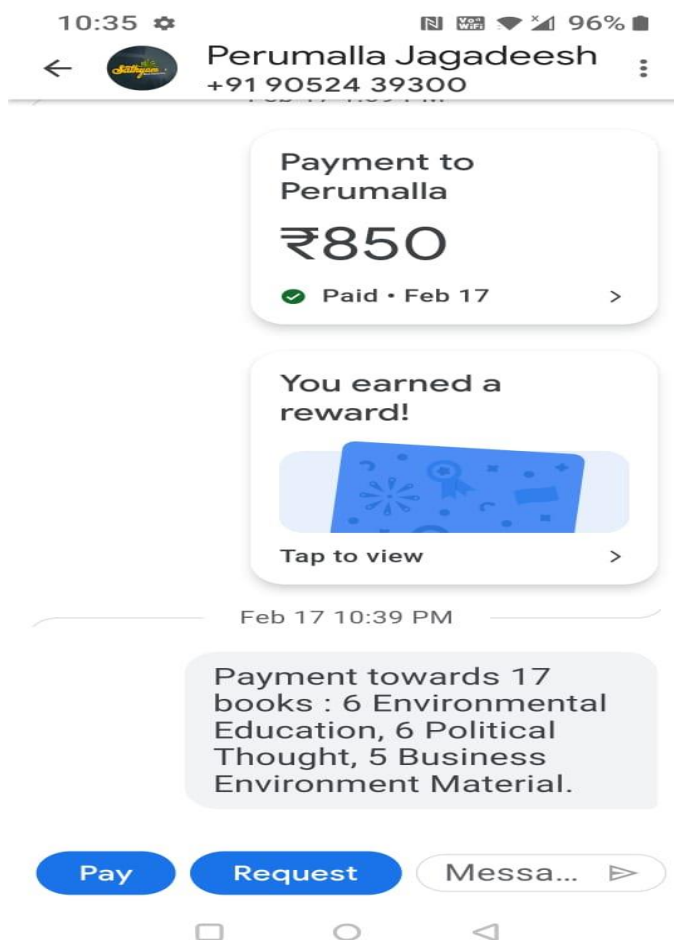 10:35 96%
Perumalla Jagadeesh
+91 90524 39300
Payment to
Perumalla
₹850
Paid • Feb 17
You earned a
reward!
Tap to view
Feb 17 10:39 PM
Payment towards 17
books : 6 Environmental
Education, 6 Political
Thought, 5 Business
Environment Material.
Pay Request Messa...